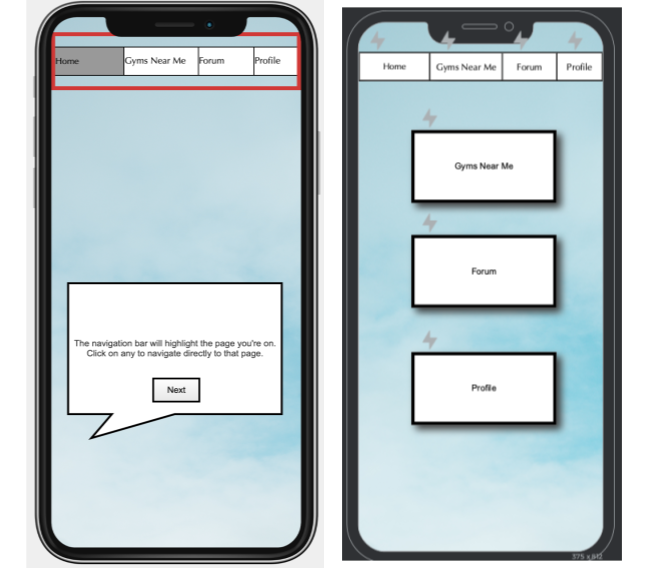 Home Gyms Near Me Forum Profile
The navigation bar will highlight the page you're on.
Click on any to navigate directly to that page.
Next
Home Gyms Near Me Forum Profile
Gyms Near Me
Forum
Profile
375 x 812